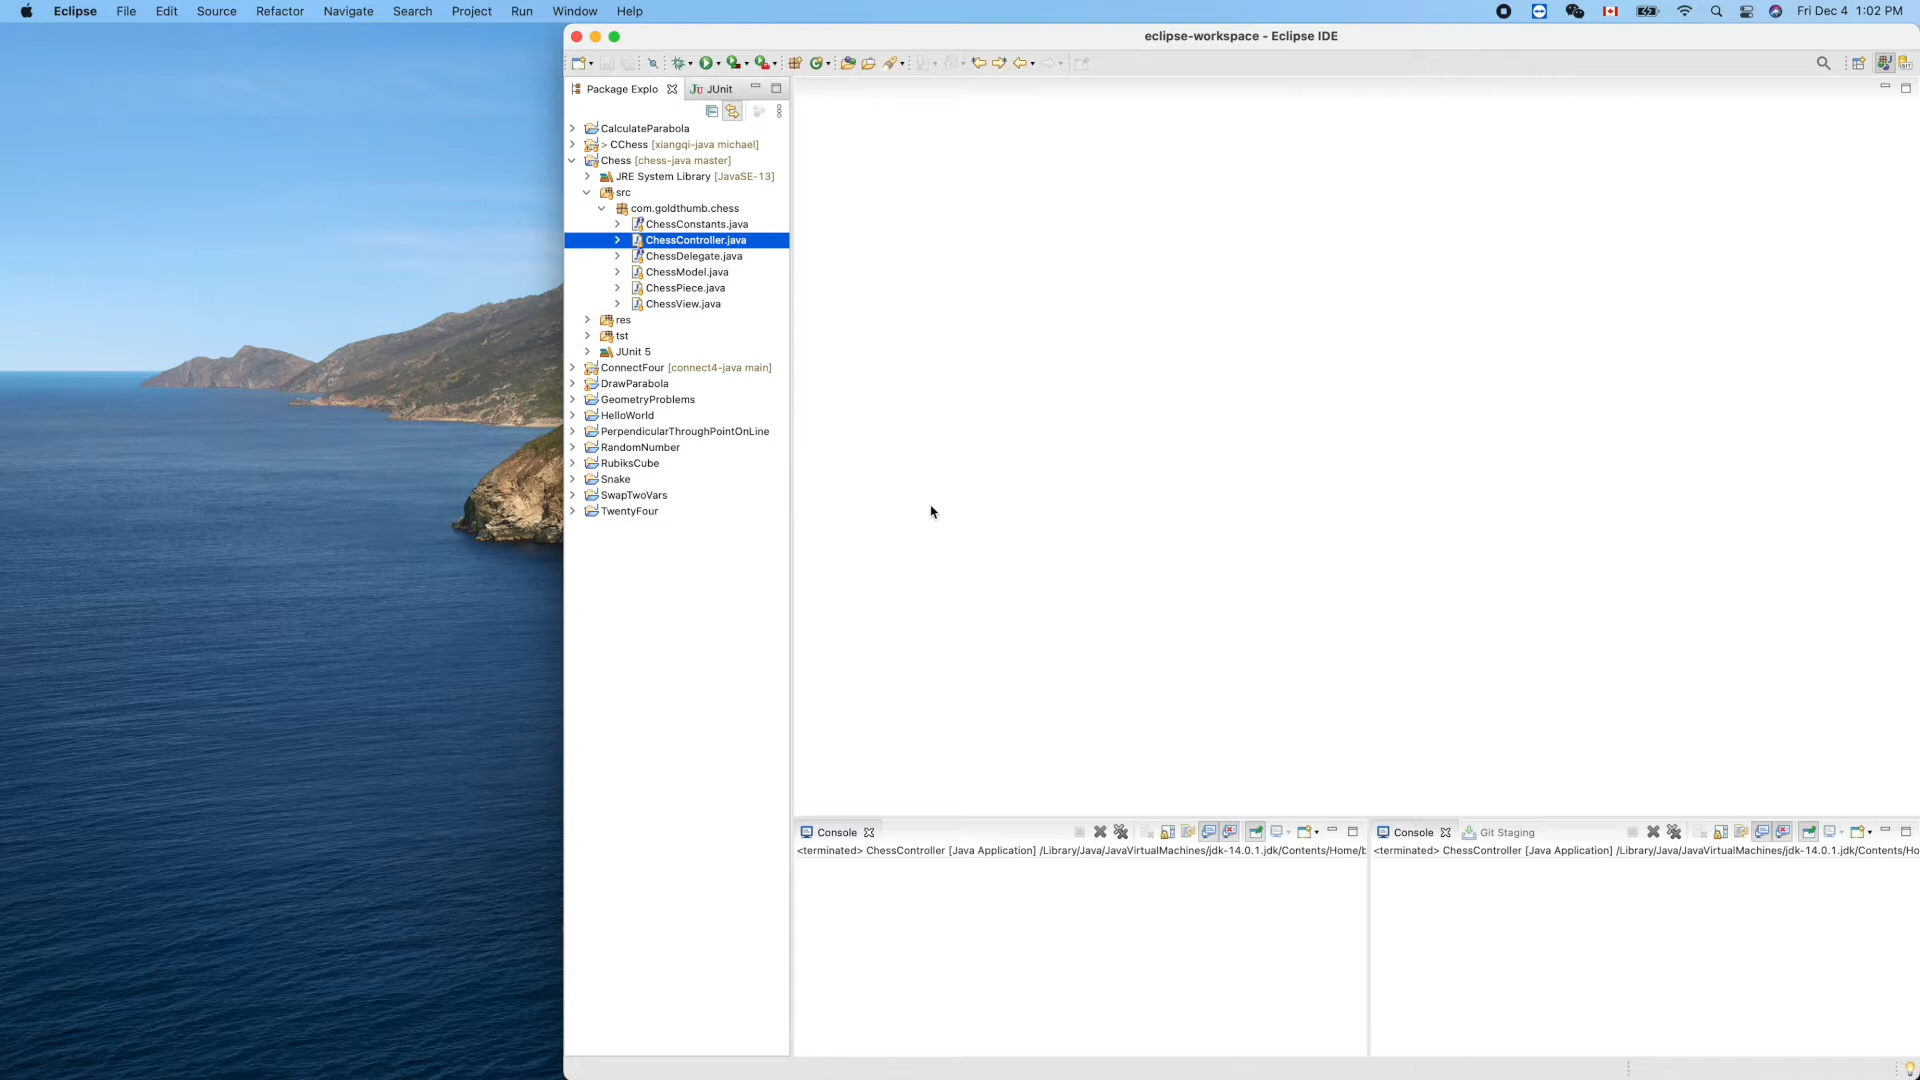 Eclipse File Edit Source Refactor Navigate Search Project Run Window Help Fri Dec 4 1:02 PM
eclipse-workspace - Eclipse IDE
Package Explo JUnit
CalculateParabola
> CChess [xiangqi-java michael]
Chess [chess-java master]
JRE System Library [JavaSE-13]
src
com.goldthumb.chess
ChessConstants.java
ChessController.java
ChessDelegate.java
ChessModel.java
ChessPiece.java
ChessView.java
res
tst
JUnit 5
ConnectFour [connect4-java main]
DrawParabola
GeometryProblems
HelloWorld
PerpendicularThroughPointOnLine
RandomNumber
RubiksCube
Snake
SwapTwoVars
TwentyFour
Console
<terminated> ChessController [Java Application] /Library/Java/JavaVirtualMachines/jdk-14.0.1.jdk/Contents/Home/b
Console Git Staging
<terminated> ChessController [Java Application] /Library/Java/JavaVirtualMachines/jdk-14.0.1.jdk/Contents/Ho